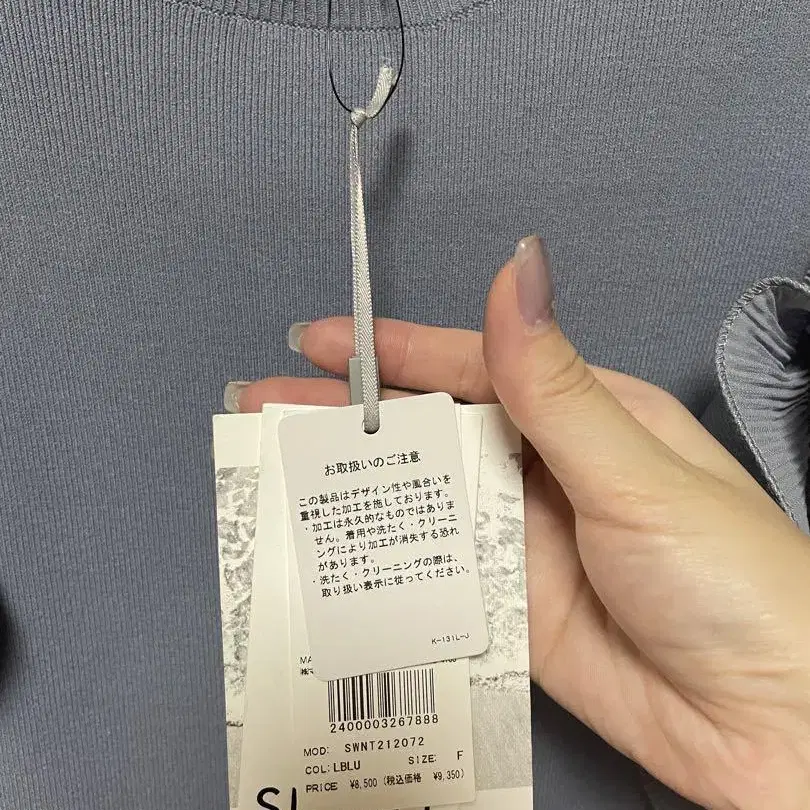 お取扱いのご注意
この製品はデザイン性や風合いを
重視した加工を施しております。
・加工は永久的なものではありま
せん。着用や洗たく・クリーニ
ングにより加工が消失する恐れ
があります。
・洗たく・クリーニングの際は、
取り扱い表示に従ってください。
K-131L-J
MA
2400003267888
MOD: SWNT212072
COL: LBLU SIZE: F
PRICE ¥8,500 (税込価格 ¥9,350)